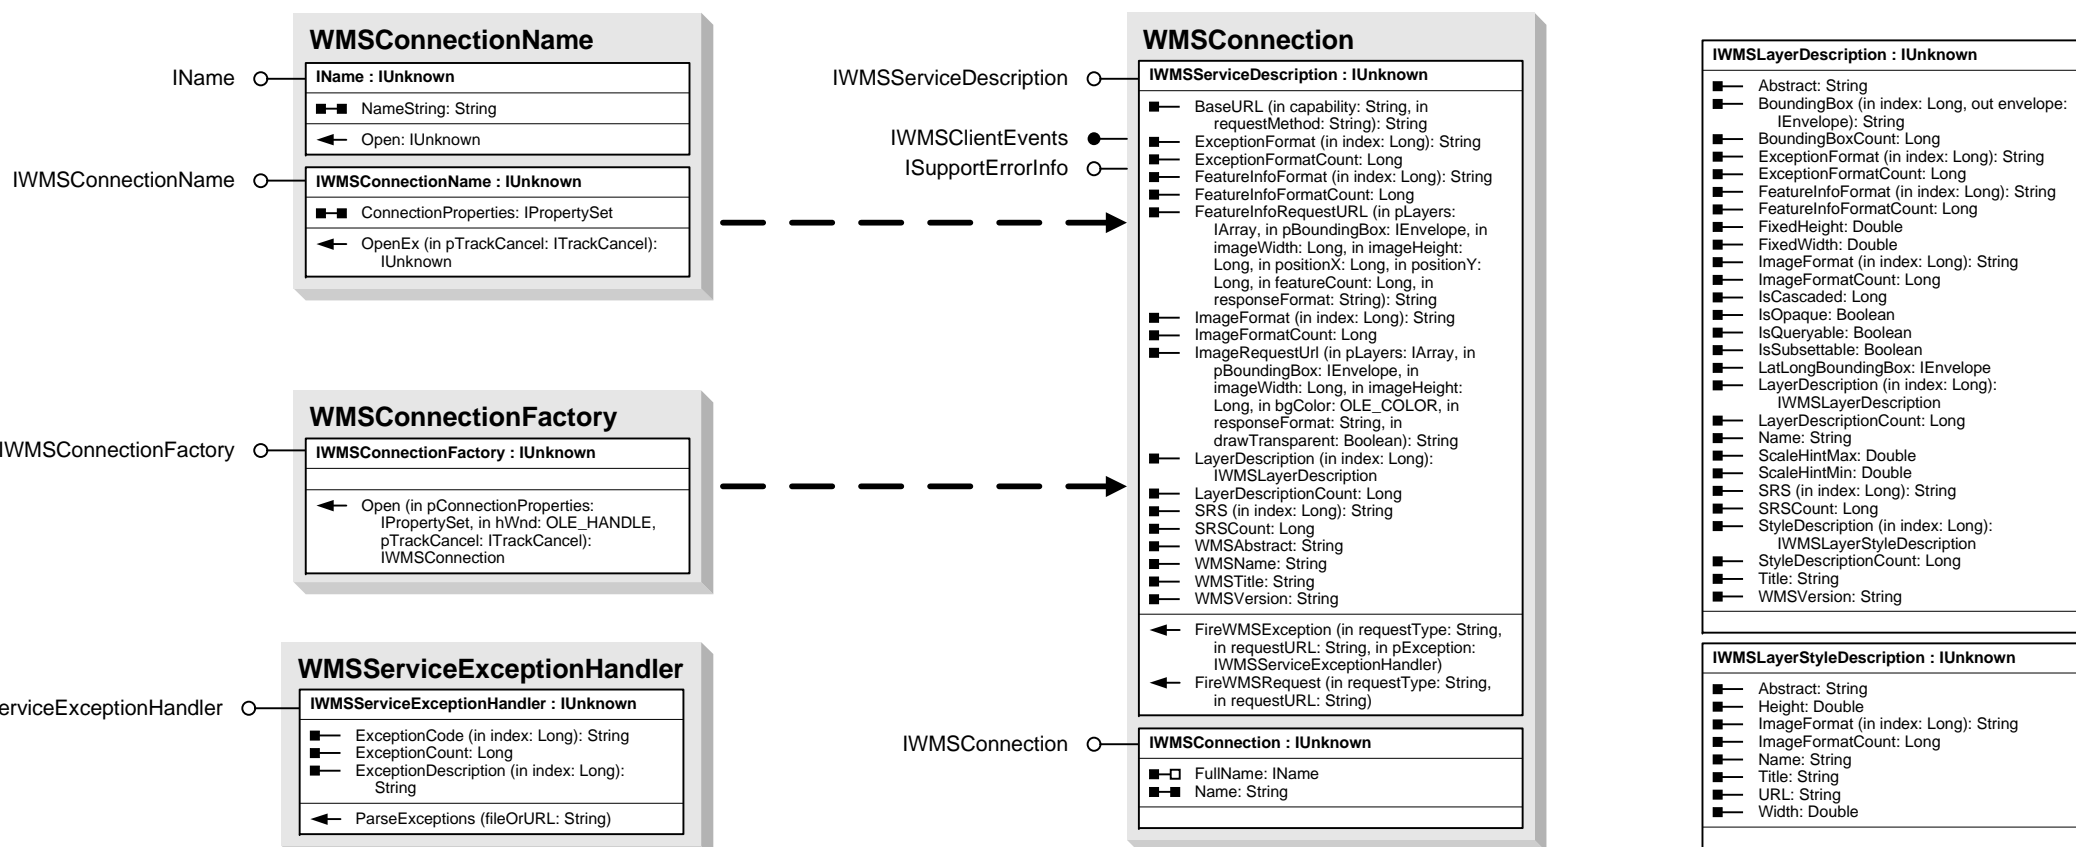 WMSConnectionName
IName
IName : IUnknown
NameString: String
Open: IUnknown
IWMSConnectionName
IWMSConnectionName : IUnknown
ConnectionProperties: IPropertySet
OpenEx (in pTrackCancel: ITrackCancel):
IUnknown
WMSConnectionFactory
IWMSConnectionFactory
IWMSConnectionFactory : IUnknown
Open (in pConnectionProperties:
IPropertySet, in hWnd: OLE_HANDLE,
pTrackCancel: ITrackCancel):
IWMSConnection
WMSServiceExceptionHandler
erviceExceptionHandler
IWMSServiceExceptionHandler : IUnknown
ExceptionCode (in index: Long): String
ExceptionCount: Long
ExceptionDescription (in index: Long):
String
ParseExceptions (fileOrURL: String)
WMSConnection
IWMSServiceDescription
IWMSClientEvents
ISupportErrorInfo
IWMSServiceDescription : IUnknown
BaseURL (in capability: String, in
requestMethod: String): String
ExceptionFormat (in index: Long): String
ExceptionFormatCount: Long
FeatureInfoFormat (in index: Long): String
FeatureInfoFormatCount: Long
FeatureInfoRequestURL (in pLayers:
IArray, in pBoundingBox: IEnvelope, in
imageWidth: Long, in imageHeight:
Long, in positionX: Long, in positionY:
Long, in featureCount: Long, in
responseFormat: String): String
ImageFormat (in index: Long): String
ImageFormatCount: Long
ImageRequestUrl (in pLayers: IArray, in
pBoundingBox: IEnvelope, in
imageWidth: Long, in imageHeight:
Long, in bgColor: OLE_COLOR, in
responseFormat: String, in
drawTransparent: Boolean): String
LayerDescription (in index: Long):
IWMSLayerDescription
LayerDescriptionCount: Long
SRS (in index: Long): String
SRSCount: Long
WMSAbstract: String
WMSName: String
WMSTitle: String
WMSVersion: String
FireWMSException (in requestType: String,
in requestURL: String, in pException:
IWMSServiceExceptionHandler)
FireWMSRequest (in requestType: String,
in requestURL: String)
IWMSConnection
IWMSConnection : IUnknown
FullName: IName
Name: String
IWMSLayerDescription : IUnknown
Abstract: String
BoundingBox (in index: Long, out envelope:
IEnvelope): String
BoundingBoxCount: Long
ExceptionFormat (in index: Long): String
ExceptionFormatCount: Long
FeatureInfoFormat (in index: Long): String
FeatureInfoFormatCount: Long
FixedHeight: Double
FixedWidth: Double
ImageFormat (in index: Long): String
ImageFormatCount: Long
IsCascaded: Long
IsOpaque: Boolean
IsQueryable: Boolean
IsSubsettable: Boolean
LatLongBoundingBox: IEnvelope
LayerDescription (in index: Long):
IWMSLayerDescription
LayerDescriptionCount: Long
Name: String
ScaleHintMax: Double
ScaleHintMin: Double
SRS (in index: Long): String
SRSCount: Long
StyleDescription (in index: Long):
IWMSLayerStyleDescription
StyleDescriptionCount: Long
Title: String
WMSVersion: String
IWMSLayerStyleDescription : IUnknown
Abstract: String
Height: Double
ImageFormat (in index: Long): String
ImageFormatCount: Long
Name: String
Title: String
URL: String
Width: Double